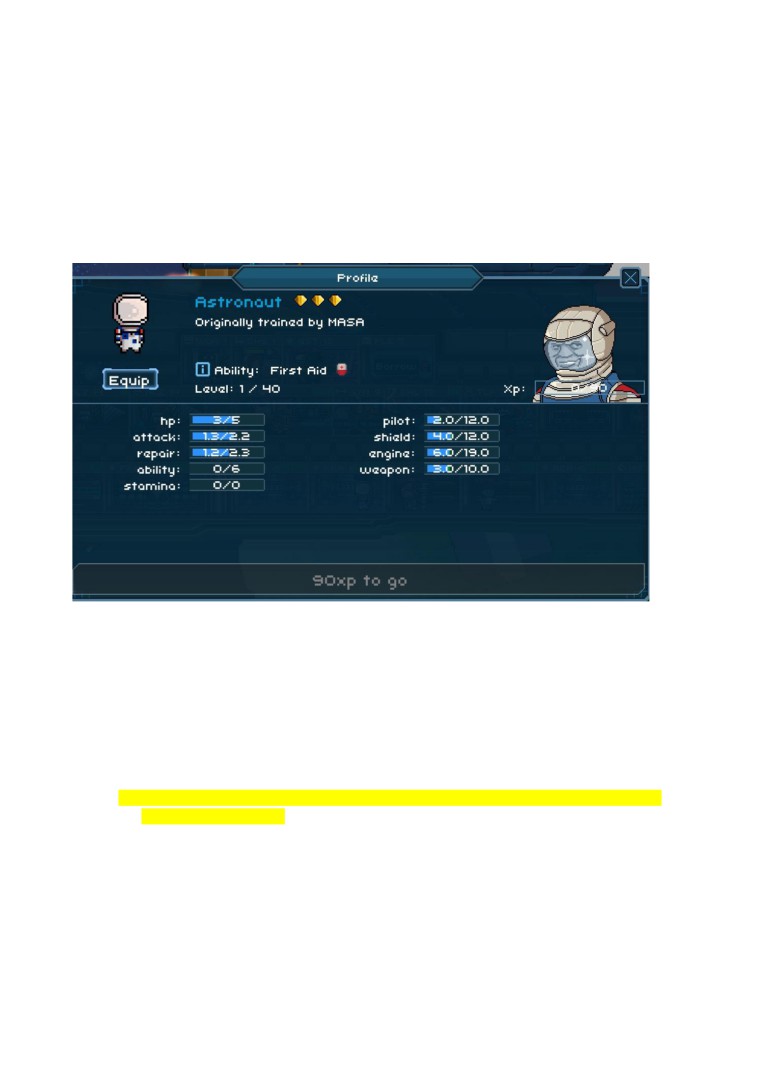 Profile
Astronaut
Originally trained by MASA
Ability: First Aid
Equip
Level: 1 / 40
Xp:
hp: 3/5
pilot: 2.0/12.0
attack: 1.3/2.2
shield: 4.0/12.0
repair: 1.2/2.3
engine: 6.0/19.0
ability: 0/6
weapon: 3.0/10.0
stamina: 0/0
90xp to go